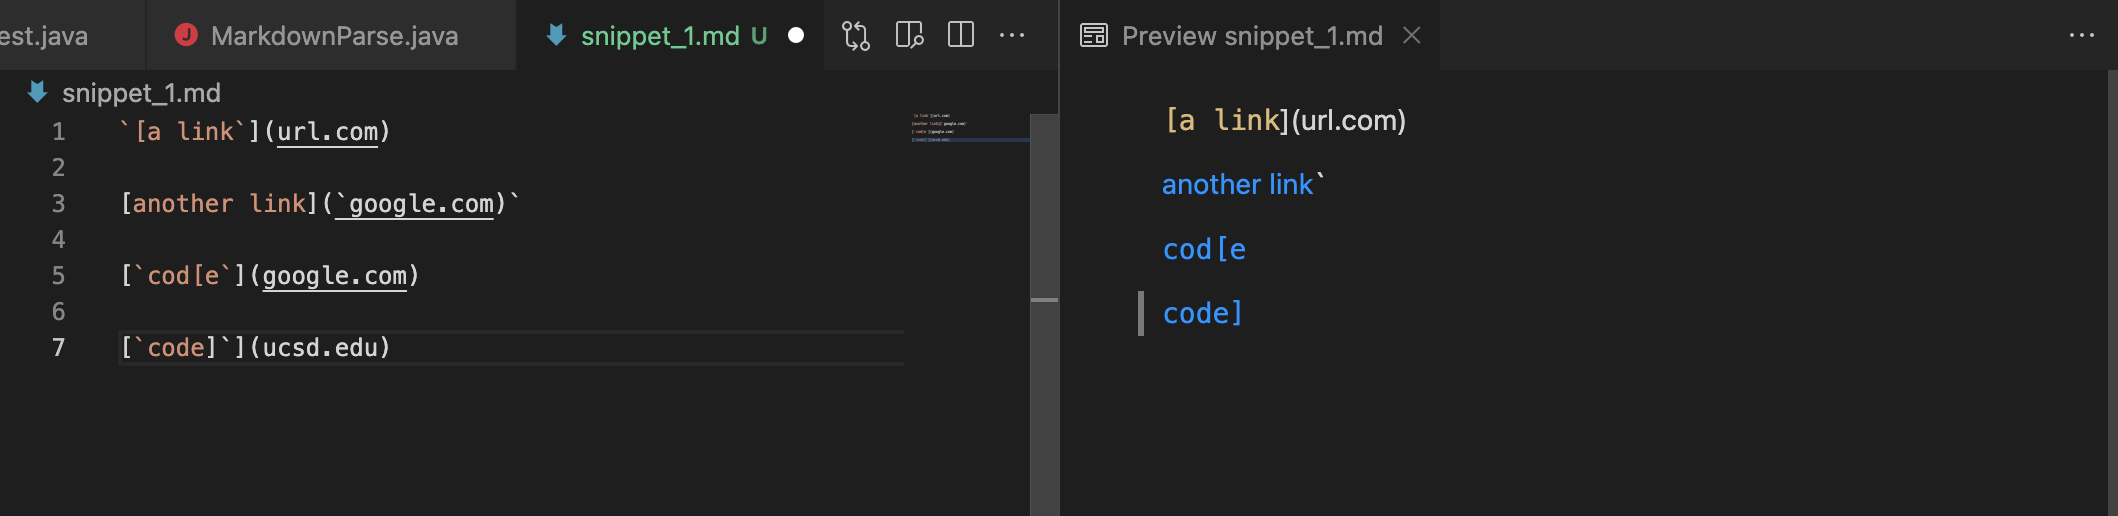 est.java J MarkdownParse.java snippet_1.md U Preview snippet_1.md
snippet_1.md
1 `[a link`](url.com)
2
3 [another link](`google.com)`
4
5 [`cod[e`](google.com)
6
7 [`code]`](ucsd.edu)
[a link](url.com)
another link`
cod[e
code]